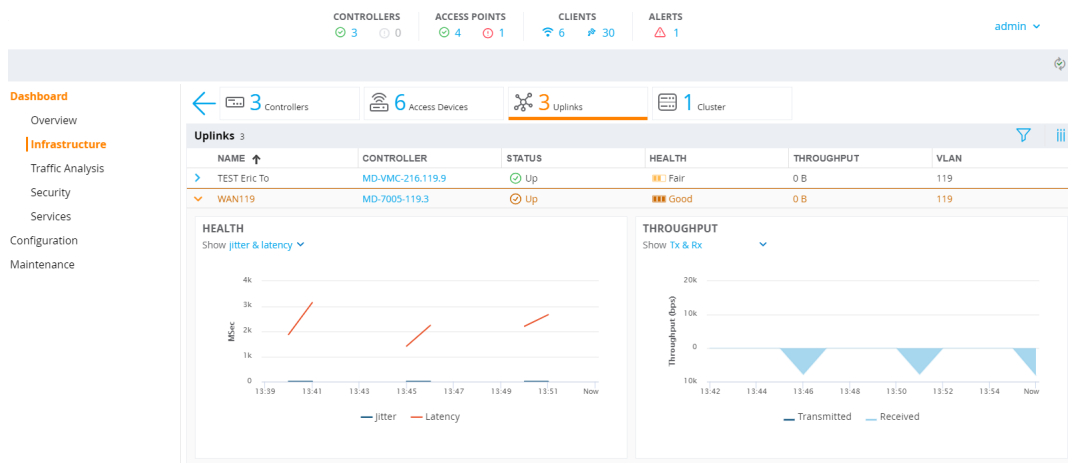 CONTROLLERS ACCESS POINTS CLIENTS ALERTS
3 0 4 1 6 30 1
admin
Dashboard
Overview
Infrastructure
Traffic Analysis
Security
Services
Configuration
Maintenance
3 Controllers 6 Access Devices 3 Uplinks 1 Cluster
Uplinks 3
NAME CONTROLLER STATUS HEALTH THROUGHPUT VLAN
TEST Eric To MD-VMC-216.119.9 Up Fair 0 B 119
WAN119 MD-7005-119.3 Up Good 0 B 119
HEALTH
Show jitter & latency
4k
3k
2k
1k
0
MSec
13:39 13:41 13:43 13:45 13:47 13:49 13:51 Now
Jitter Latency
THROUGHPUT
Show Tx & Rx
20k
10k
0
10k
Throughput (bps)
13:42 13:44 13:46 13:48 13:50 13:52 13:54 Now
Transmitted Received